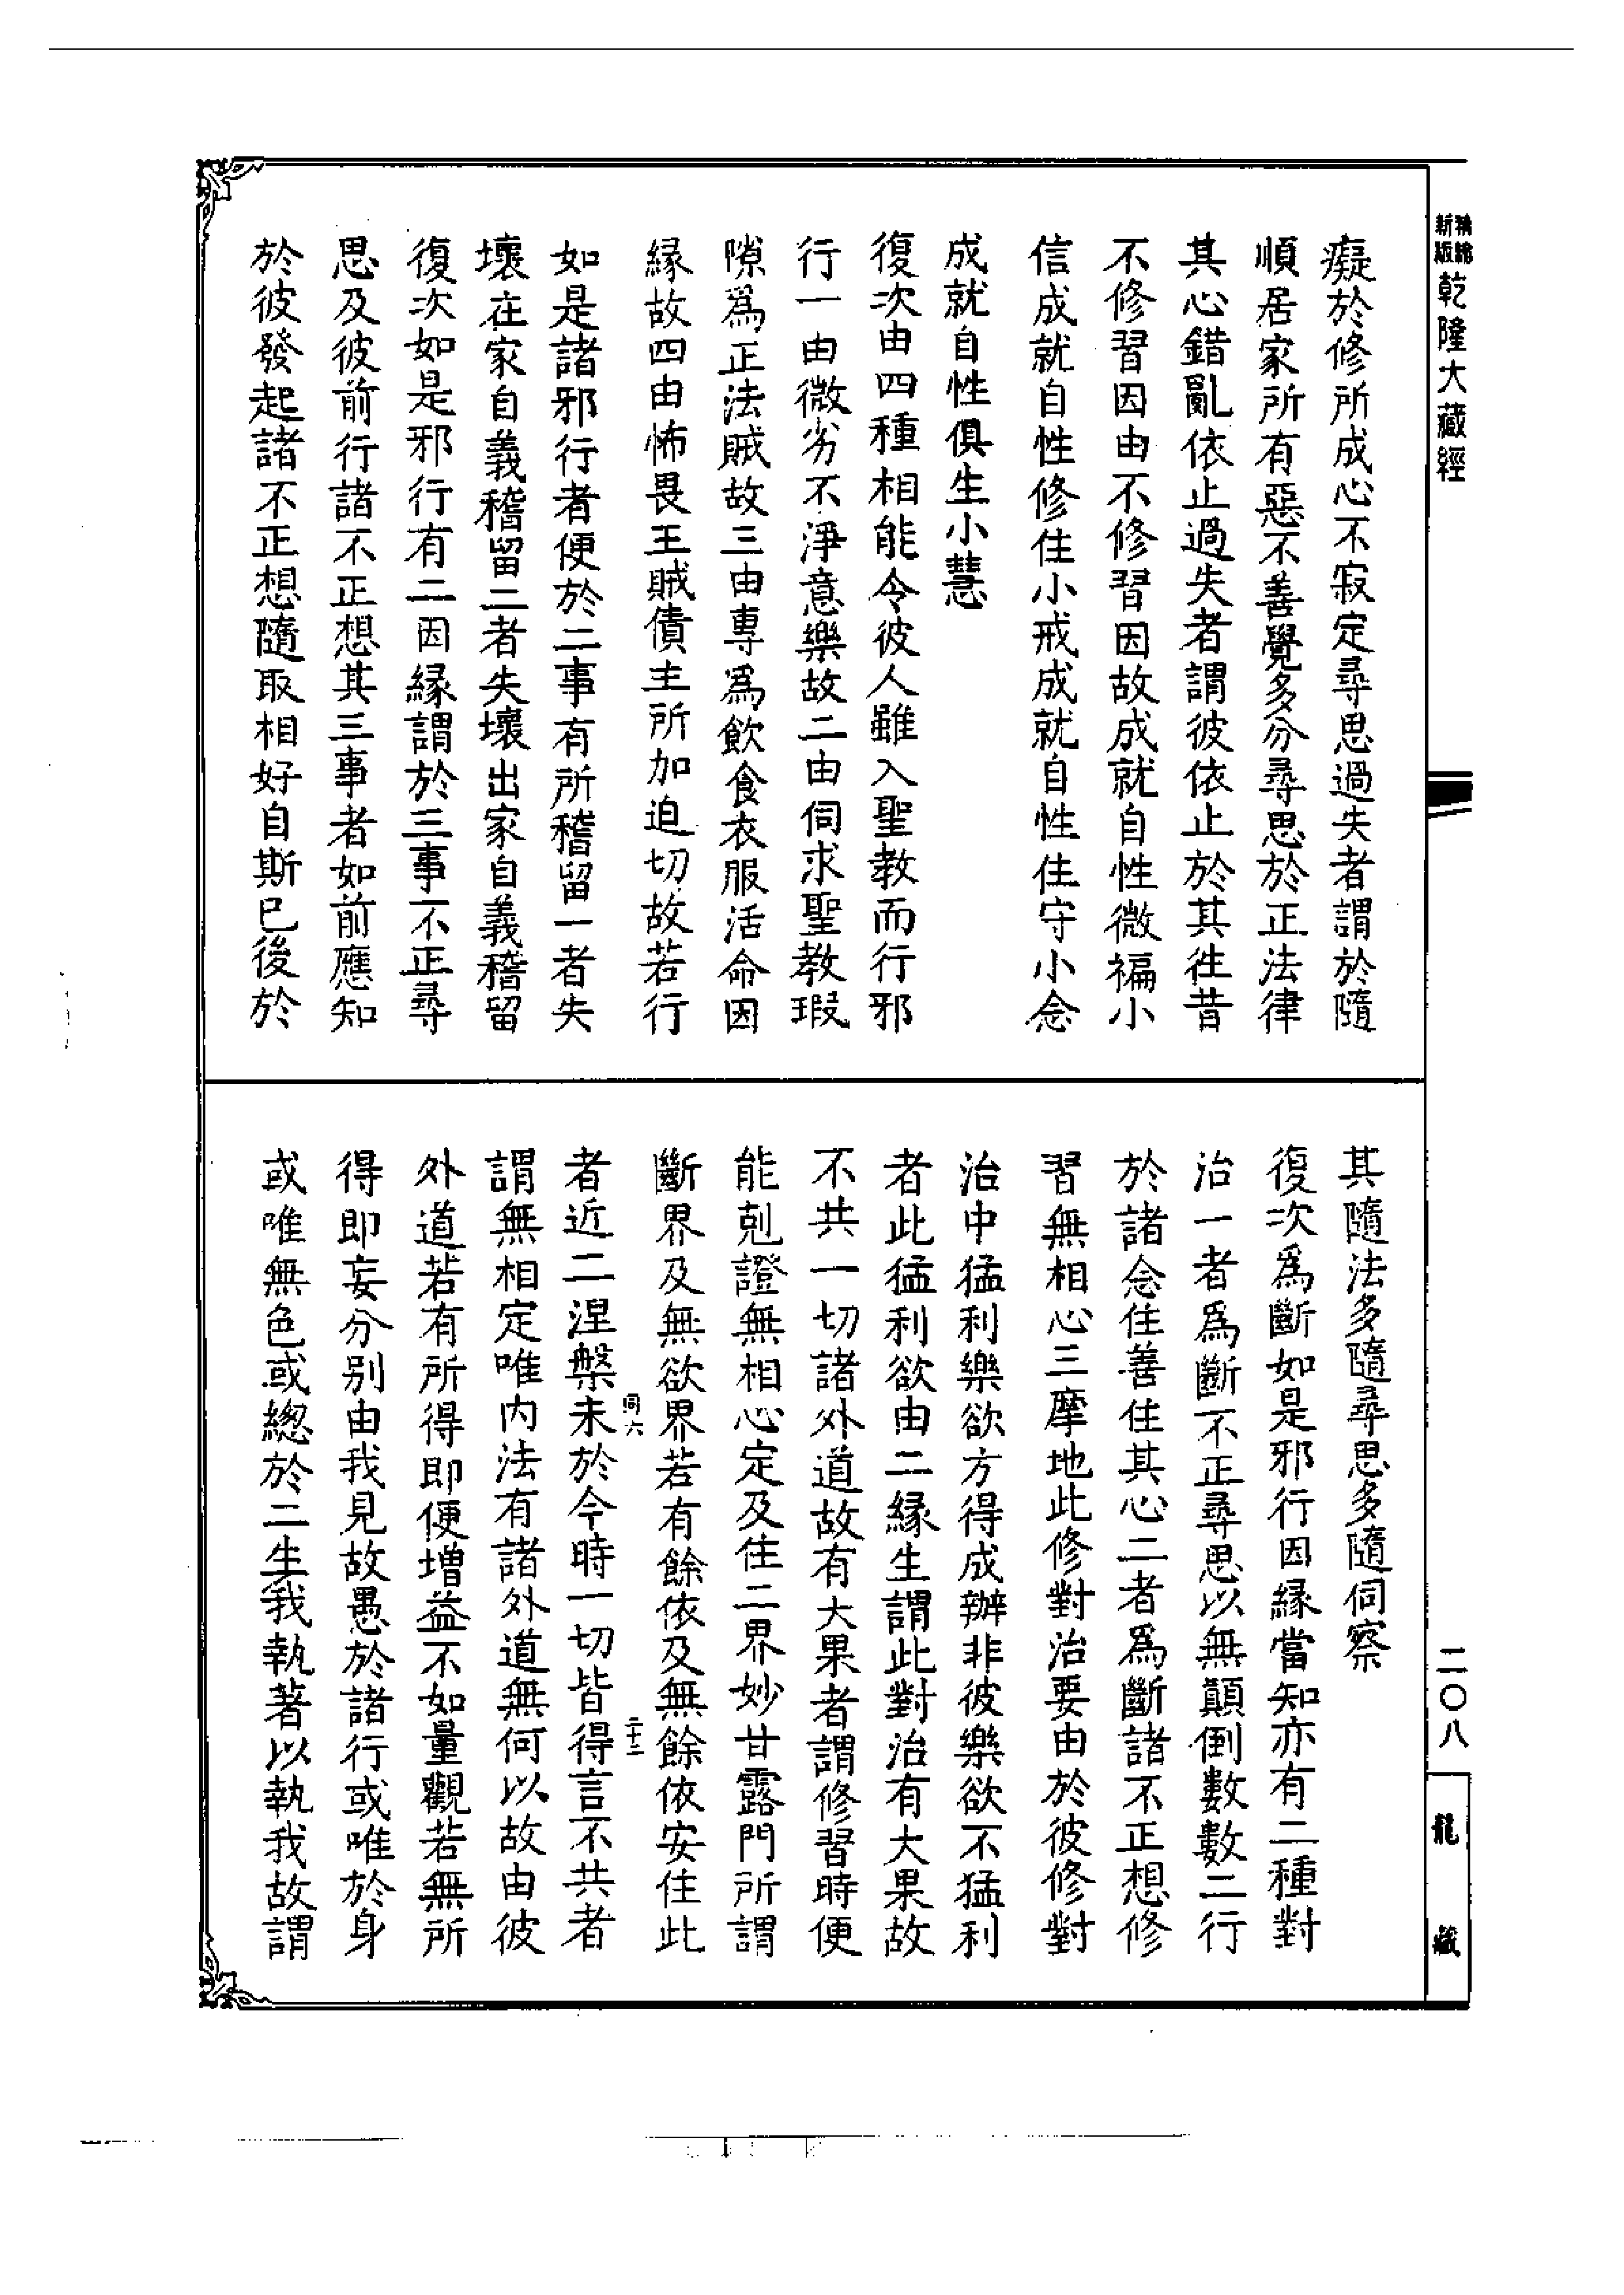 新版精縮
乾隆大藏經
癡於修所成心不寂定尋思過失者謂於隨
順居家所有惡不善覺多分尋思於正法律
其心錯亂依止過失者謂彼依止於其徃昔
不修習因由不修習因故成就自性微褊小
信成就自性修住小戒成就自性住守小念
成就自性俱生小慧
復次由四種相能令彼人雖入聖教而行邪
行一由微劣不淨意樂故二由伺求聖教瑕
隙爲正法賊故三由專爲飲食衣服活命因
緣故四由怖畏王賊債主所加迫切故若行
如是諸邪行者便於二事有所稽留一者失
壞在家自義稽留二者失壞出家自義稽留
復次如是邪行有二因緣謂於三事不正尋
思及彼前行諸不正想其三事者如前應知
於彼發起諸不正想隨取相好自斯已後於
其隨法多隨尋思多隨伺察
復次爲斷如是邪行因緣當知亦有二種對
治一者爲斷不正尋思以無顛倒數數二行
於諸念住善住其心二者爲斷諸不正想修
習無相心三摩地此修對治要由於彼修對
治中猛利樂欲方得成辦非彼樂欲不猛利
者此猛利欲由二緣生謂此對治有大果故
不共一切諸外道故有大果者謂修習時便
能剋證無相心定及住二界妙甘露門所謂
斷界及無欲界若有餘依及無餘依安住此
同六
二十二
者近二涅槃未於今時一切皆得言不共者
謂無相定唯內法有諸外道無何以故由彼
外道若有所得即便增益不如量觀若無所
得即妄分別由我見故愚於諸行或唯於身
或唯無色或總於二生我執著以執我故謂
二〇八
龍藏